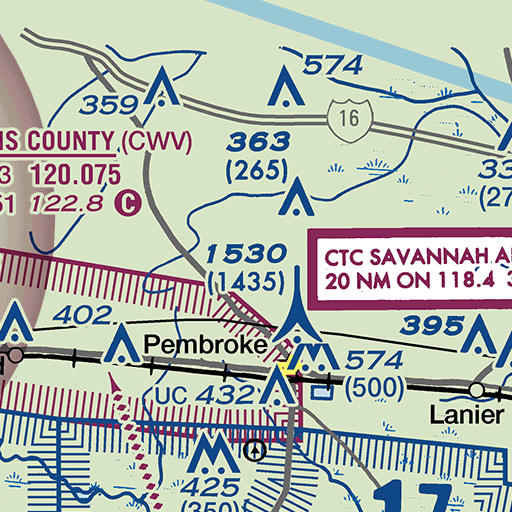 574
359
16
IS COUNTY (CWV)
363
(265)
3 120.075
51 122.8 C
33
(27
1530
(1435)
CTC SAVANNAH A
20 NM ON 118.4 3
402
395
Pembroke
574
(500)
d
UC 432
Lanier
425
(350)
17